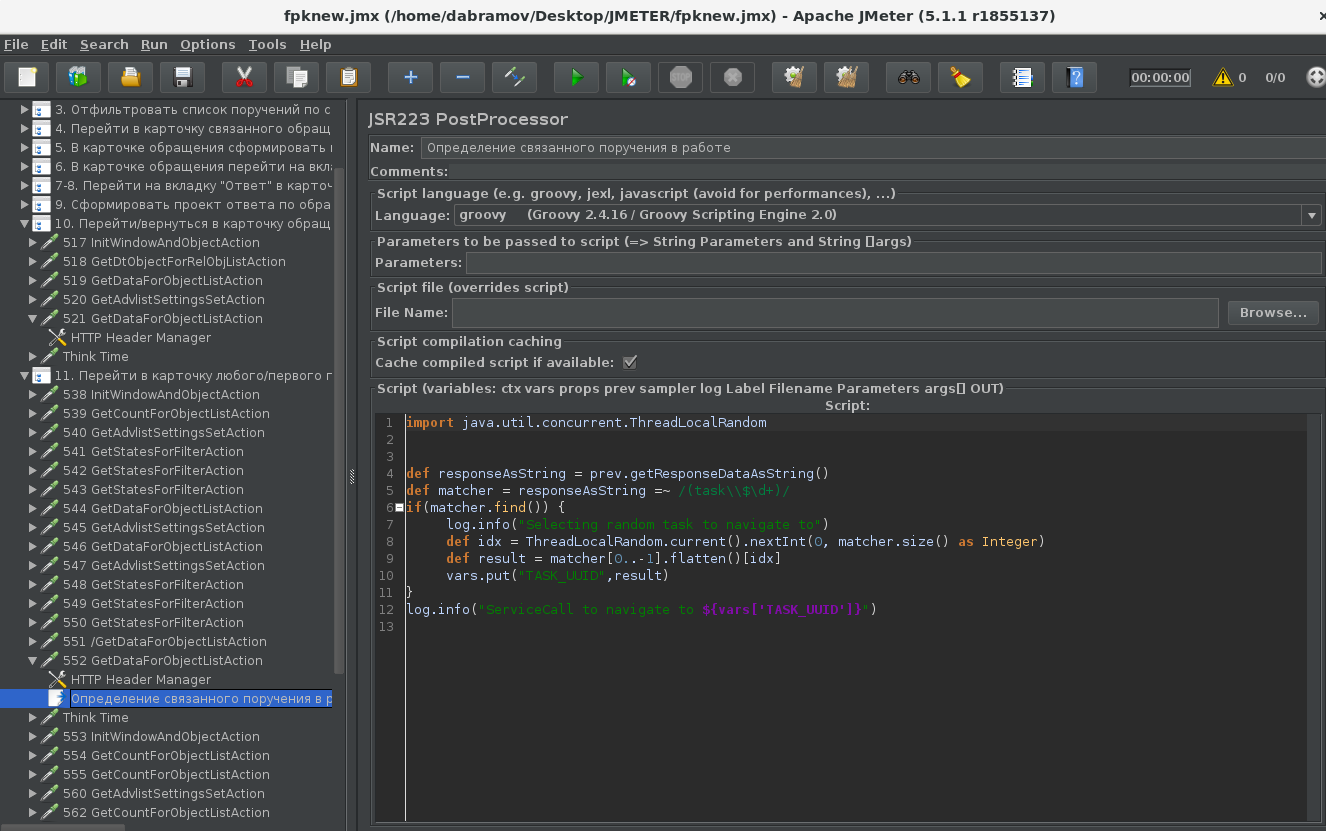 fpknew.jmx (/home/dabramov/Desktop/JMETER/fpknew.jmx) - Apache JMeter (5.1.1 r1855137)
File Edit Search Run Options Tools Help
STOP
00:00:00
0
0/0
3. Отфильтровать список поручений по с
4. Перейти в карточку связанного обращ
5. В карточке обращения сформировать
6. В карточке обращения перейти на вкл
7-8. Перейти на вкладку "Ответ" в карточ
9. Сформировать проект ответа по обра
10. Перейти/вернуться в карточку обращ
517 InitWindowAndObjectAction
518 GetDtObjectForRelObjListAction
519 GetDataForObjectListAction
520 GetAdvlistSettingsSetAction
521 GetDataForObjectListAction
HTTP Header Manager
Think Time
11. Перейти в карточку любого/первого г
538 InitWindowAndObjectAction
539 GetCountForObjectListAction
540 GetAdvlistSettingsSetAction
541 GetStatesForFilterAction
542 GetStatesForFilterAction
543 GetStatesForFilterAction
544 GetDataForObjectListAction
545 GetAdvlistSettingsSetAction
546 GetDataForObjectListAction
547 GetAdvlistSettingsSetAction
548 GetStatesForFilterAction
549 GetStatesForFilterAction
550 GetStatesForFilterAction
551 /GetDataForObjectListAction
552 GetDataForObjectListAction
HTTP Header Manager
Определение связанного поручения в р
Think Time
553 InitWindowAndObjectAction
554 GetCountForObjectListAction
555 GetCountForObjectListAction
560 GetAdvlistSettingsSetAction
562 GetCountForObjectListAction
JSR223 PostProcessor
Name: Определение связанного поручения в работе
Comments:
Script language (e.g. groovy, jexl, javascript (avoid for performances), ...)
Language: groovy (Groovy 2.4.16 / Groovy Scripting Engine 2.0)
Parameters to be passed to script (=> String Parameters and String []args)
Parameters:
Script file (overrides script)
File Name:
Browse...
Script compilation caching
Cache compiled script if available:
Script (variables: ctx vars props prev sampler log Label Filename Parameters args[] OUT)
Script:
1 import java.util.concurrent.ThreadLocalRandom
2
3
4 def responseAsString = prev.getResponseDataAsString()
5 def matcher = responseAsString =~ /(task\\$\d+)/
6 if(matcher.find()) {
7 log.info("Selecting random task to navigate to")
8 def idx = ThreadLocalRandom.current().nextInt(0, matcher.size() as Integer)
9 def result = matcher[0..-1].flatten()[idx]
10 vars.put("TASK_UUID",result)
11 }
12 log.info("ServiceCall to navigate to ${vars['TASK_UUID']}")
13